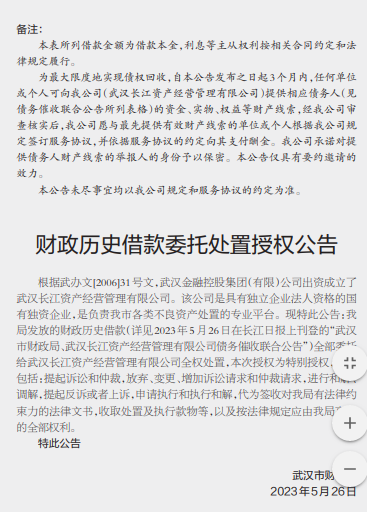 备注:
本表所列借款金额为借款本金,利息等主从权利按相关合同约定和法
律规定履行。
为最大限度地实现债权回收,自本公告发布之日起3个月内,任何单位
或个人可向我公司(武汉长江资产经营管理有限公司)提供相应债务人(见
债务催收联合公告所列表格)的资金、实物、权益等财产线索,经我公司审
查核实后,我公司愿与最先提供有效财产线索的单位或个人根据我公司规
定签订服务协议,并依据服务协议的约定向其支付酬金。我公司承诺对提
供债务人财产线索的举报人的身份予以保密。本公告仅具有要约邀请的
效力。
本公告未尽事宜均以我公司规定和服务协议的约定为准。
财政历史借款委托处置授权公告
根据武办文[2006]31号文,武汉金融控股集团(有限)公司出资成立了
武汉长江资产经营管理有限公司。该公司是具有独立企业法人资格的国
有独资企业,是负责我市各类不良资产处置的专业平台。现特此公告:我
局发放的财政历史借款(详见2023年5月26日在长江日报上刊登的“武汉
市财政局、武汉长江资产经营管理有限公司债务催收联合公告”)全部委托
给武汉长江资产经营管理有限公司全权处置,本次授权为特别授权,
包括:提起诉讼和仲裁,放弃、变更、增加诉讼请求和仲裁请求,进行和
调解,提起反诉或者上诉,申请执行和执行和解,代为签收对我局有法律约
束力的法律文书,收取处置及执行款物等,以及按法律规定应由我局
的全部权利。
特此公告
武汉市财
2023年5月26日